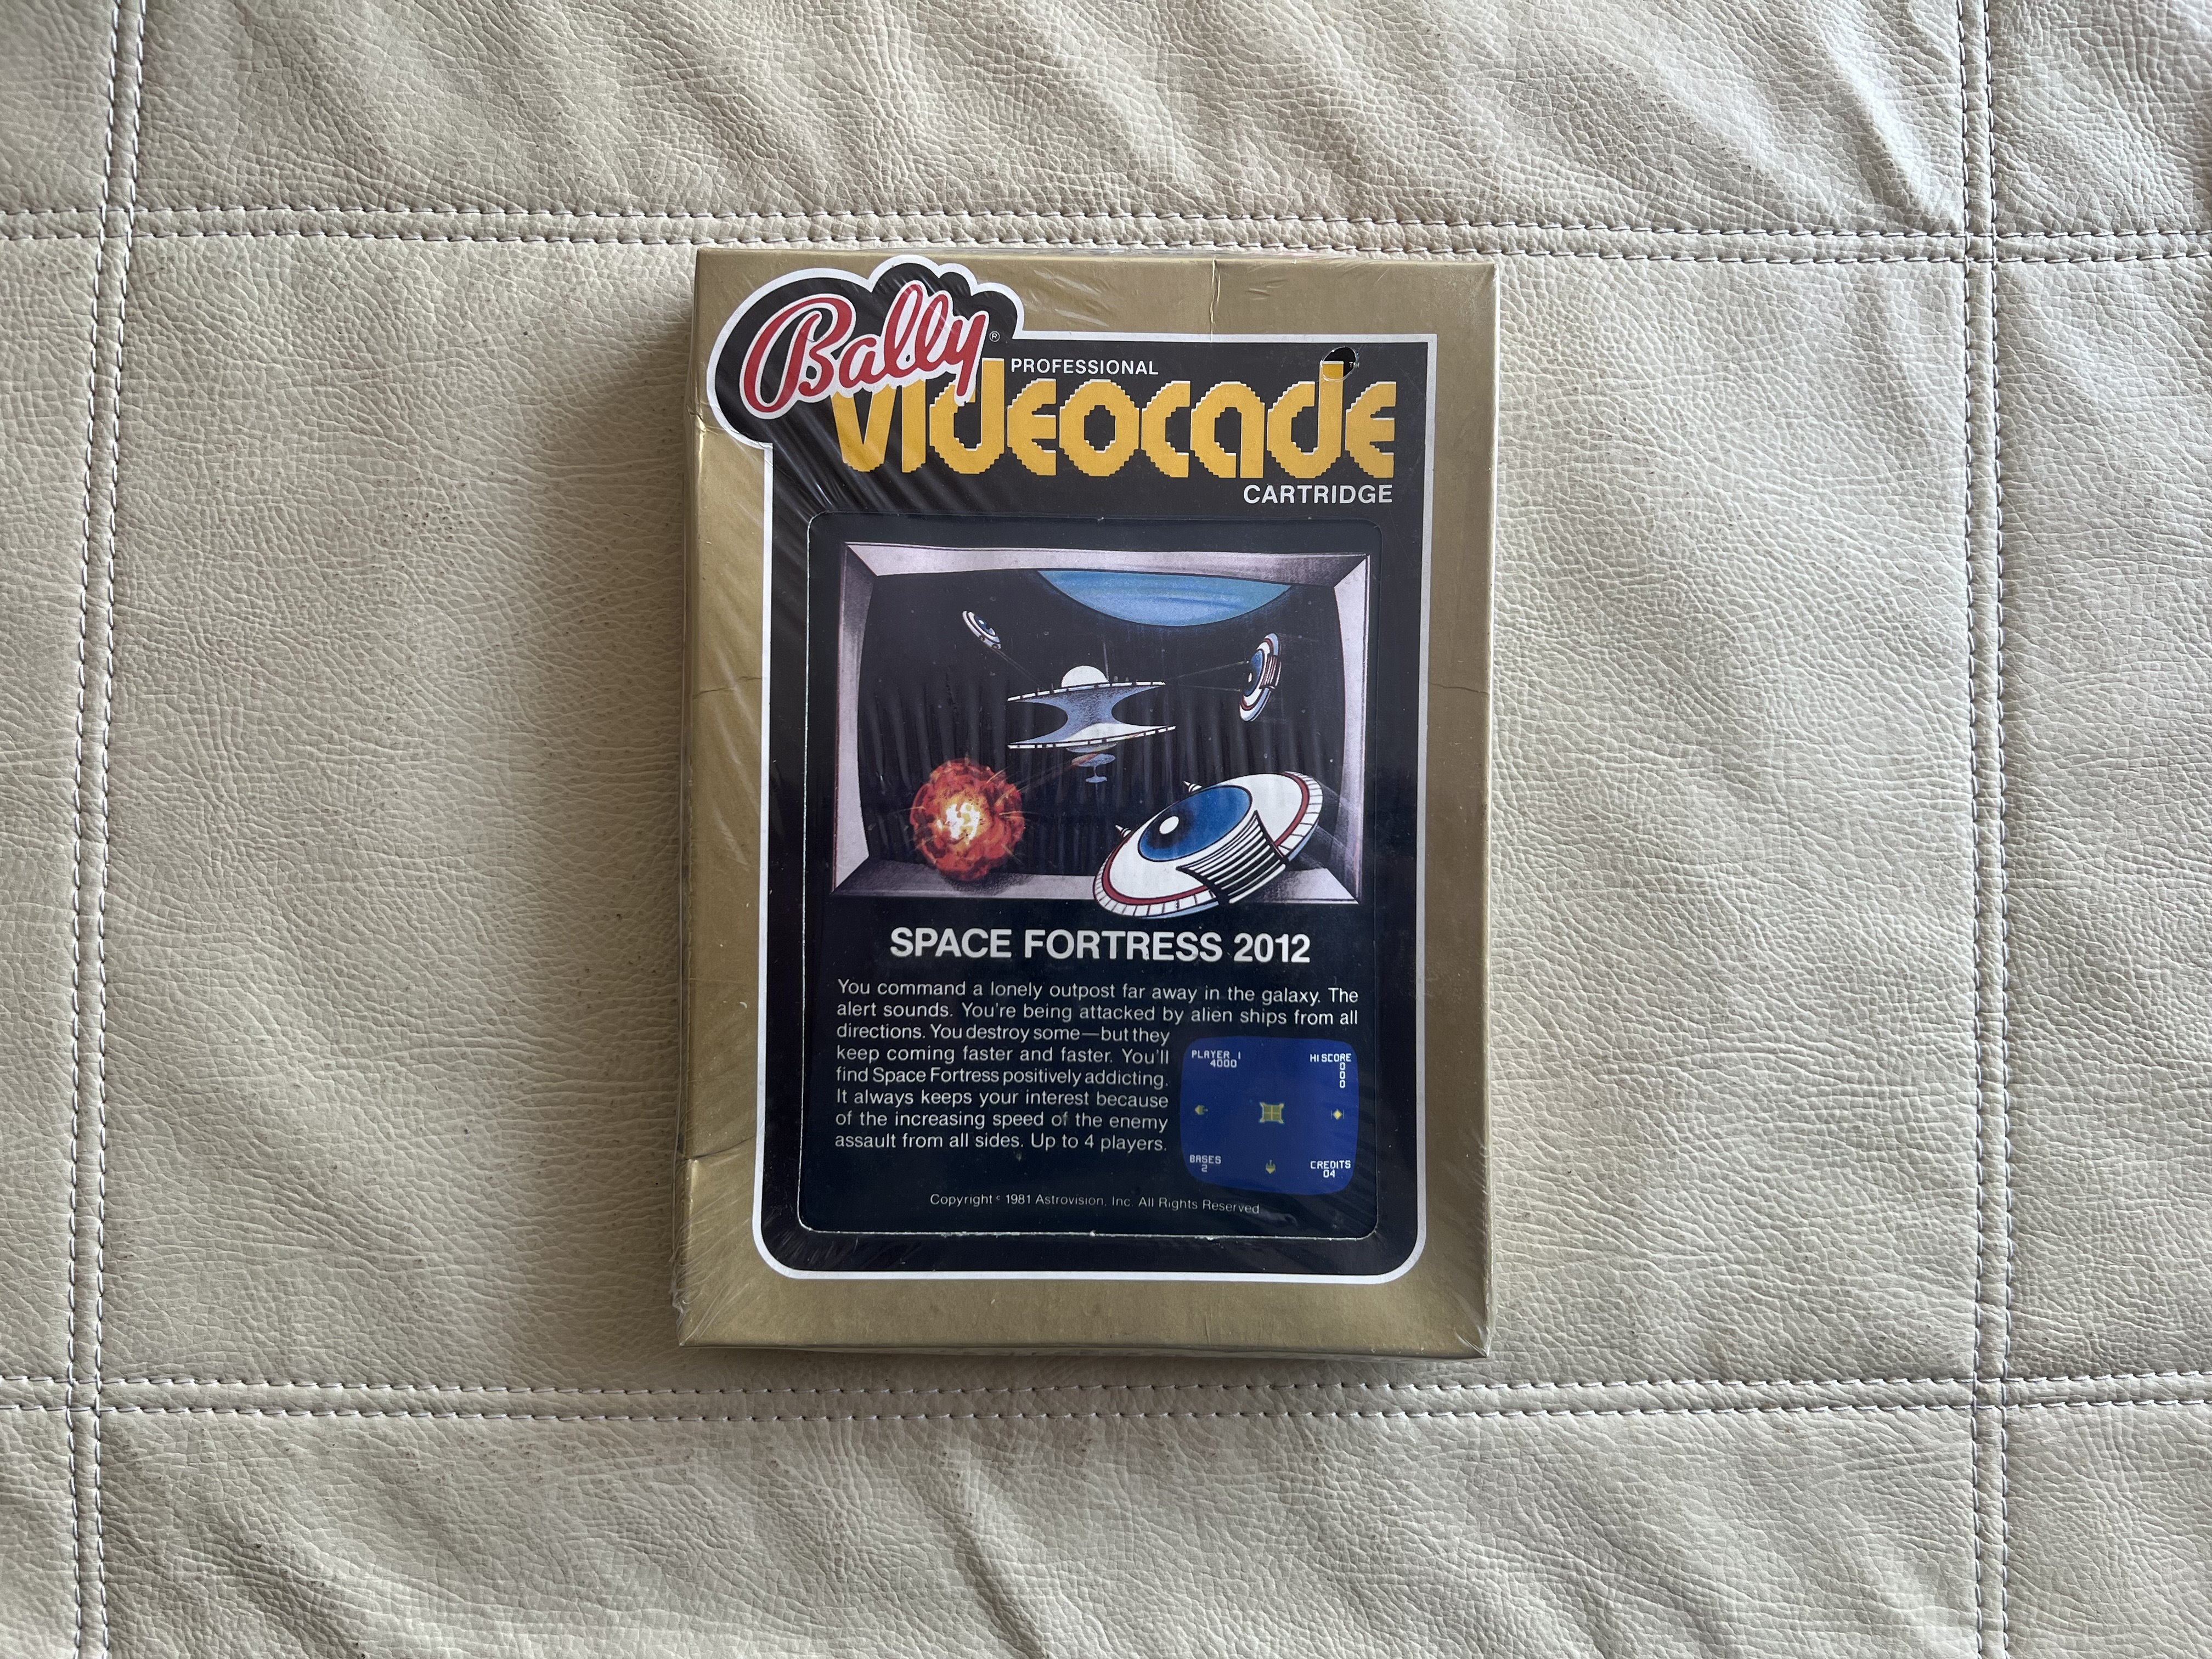 Bally®
PROFESSIONAL
videocade™
CARTRIDGE
SPACE FORTRESS 2012
You command a lonely outpost far away in the galaxy. The
alert sounds. You're being attacked by alien ships from all
directions. You destroy some—but they
keep coming faster and faster. You'll
find Space Fortress positively addicting.
It always keeps your interest because
of the increasing speed of the enemy
assault from all sides. Up to 4 players.
PLAYER 1
4000
HI SCORE
0
0
0
BASES
2
CREDITS
04
Copyright © 1981 Astrovision, Inc. All Rights Reserved